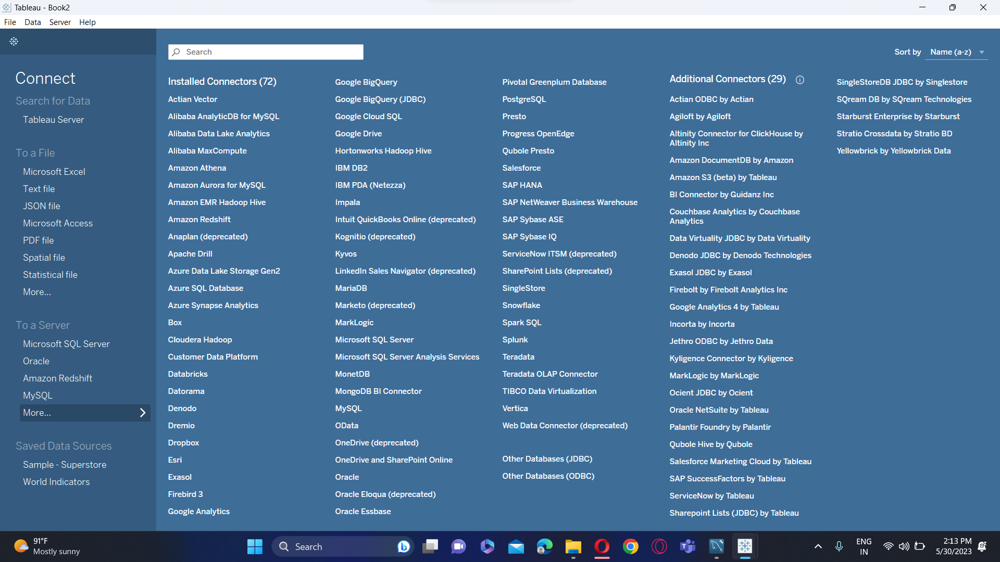 Tableau - Book2
File Data Server Help
Connect
Search for Data
Tableau Server
To a File
Microsoft Excel
Text file
JSON file
Microsoft Access
PDF file
Spatial file
Statistical file
More...
To a Server
Microsoft SQL Server
Oracle
Amazon Redshift
MySQL
More...
Saved Data Sources
Sample - Superstore
World Indicators
Search
Sort by Name (a-z)
Installed Connectors (72)
Actian Vector
Alibaba AnalyticDB for MySQL
Alibaba Data Lake Analytics
Alibaba MaxCompute
Amazon Athena
Amazon Aurora for MySQL
Amazon EMR Hadoop Hive
Amazon Redshift
Anaplan (deprecated)
Apache Drill
Azure Data Lake Storage Gen2
Azure SQL Database
Azure Synapse Analytics
Box
Cloudera Hadoop
Customer Data Platform
Databricks
Datorama
Denodo
Dremio
Dropbox
Esri
Exasol
Firebird 3
Google Analytics
Google BigQuery
Google BigQuery (JDBC)
Google Cloud SQL
Google Drive
Hortonworks Hadoop Hive
IBM DB2
IBM PDA (Netezza)
Impala
Intuit QuickBooks Online (deprecated)
Kognitio (deprecated)
Kyvos
LinkedIn Sales Navigator (deprecated)
MariaDB
Marketo (deprecated)
MarkLogic
Microsoft SQL Server
Microsoft SQL Server Analysis Services
MonetDB
MongoDB BI Connector
MySQL
OData
OneDrive (deprecated)
OneDrive and SharePoint Online
Oracle
Oracle Eloqua (deprecated)
Oracle Essbase
Pivotal Greenplum Database
PostgreSQL
Presto
Progress OpenEdge
Qubole Presto
Salesforce
SAP HANA
SAP NetWeaver Business Warehouse
SAP Sybase ASE
SAP Sybase IQ
ServiceNow ITSM (deprecated)
SharePoint Lists (deprecated)
SingleStore
Snowflake
Spark SQL
Splunk
Teradata
Teradata OLAP Connector
TIBCO Data Virtualization
Vertica
Web Data Connector (deprecated)
Other Databases (JDBC)
Other Databases (ODBC)
Additional Connectors (29)
Actian ODBC by Actian
Agiloft by Agiloft
Altinity Connector for ClickHouse by
Altinity Inc
Amazon DocumentDB by Amazon
Amazon S3 (beta) by Tableau
BI Connector by Guidanz Inc
Couchbase Analytics by Couchbase
Analytics
Data Virtuality JDBC by Data Virtuality
Denodo JDBC by Denodo Technologies
Exasol JDBC by Exasol
Firebolt by Firebolt Analytics Inc
Google Analytics 4 by Tableau
Incorta by Incorta
Jethro ODBC by Jethro Data
Kyligence Connector by Kyligence
MarkLogic by MarkLogic
Ocient JDBC by Ocient
Oracle NetSuite by Tableau
Palantir Foundry by Palantir
Qubole Hive by Qubole
Salesforce Marketing Cloud by Tableau
SAP SuccessFactors by Tableau
ServiceNow by Tableau
Sharepoint Lists (JDBC) by Tableau
SingleStoreDB JDBC by Singlestore
SQream DB by SQream Technologies
Starburst Enterprise by Starburst
Stratio Crossdata by Stratio BD
Yellowbrick by Yellowbrick Data
91°F
Mostly sunny
Search
ENG
IN
2:13 PM
5/30/2023